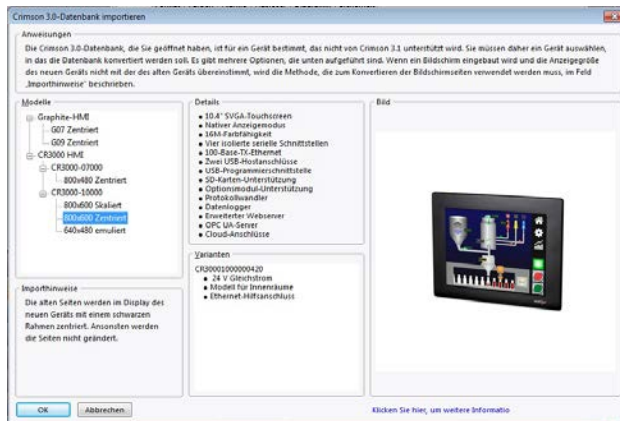 Crimson 3.0-Datenbank importieren
Anweisungen
Die Crimson 3.0-Datenbank, die Sie geöffnet haben, ist für ein Gerät bestimmt, das nicht von Crimson 3.1 unterstützt wird. Sie müssen daher ein Gerät auswählen,
in das die Datenbank konvertiert werden soll. Es gibt mehrere Optionen, die unten aufgeführt sind. Wenn ein Bildschirm eingebaut wird und die Anzeigegröße
des neuen Geräts nicht mit der des alten Geräts übereinstimmt, wird die Methode, die zum Konvertieren der Bildschirmseiten verwendet werden muss, im Feld
„Importhinweise" beschrieben.
Modelle
Graphite-HMI
G07 Zentriert
G09 Zentriert
CR3000 HMI
CR3000-07000
800x480 Zentriert
CR3000-10000
800x600 Skaliert
800x600 Zentriert
640x480 emuliert
Importhinweise
Die alten Seiten werden im Display des
neuen Geräts mit einem schwarzen
Rahmen zentriert. Ansonsten werden
die Seiten nicht geändert.
Details
• 10.4" SVGA-Touchscreen
• Nativer Anzeigemodus
• 16M-Farbfähigkeit
• Vier isolierte serielle Schnittstellen
• 100-Base-TX-Ethernet
• Zwei USB-Hostanschlüsse
• USB-Programmierschnittstelle
• SD-Karten-Unterstützung
• Optionsmodul-Unterstützung
• Protokollwandler
• Datenlogger
• Erweiterter Webserver
• OPC UA-Server
• Cloud-Anschlüsse
Varianten
CR30001000000420
• 24 V Gleichstrom
• Modell für Innenräume
• Ethernet-Hilfsanschluss
Bild
OK
Abbrechen
Klicken Sie hier, um weitere Informatio